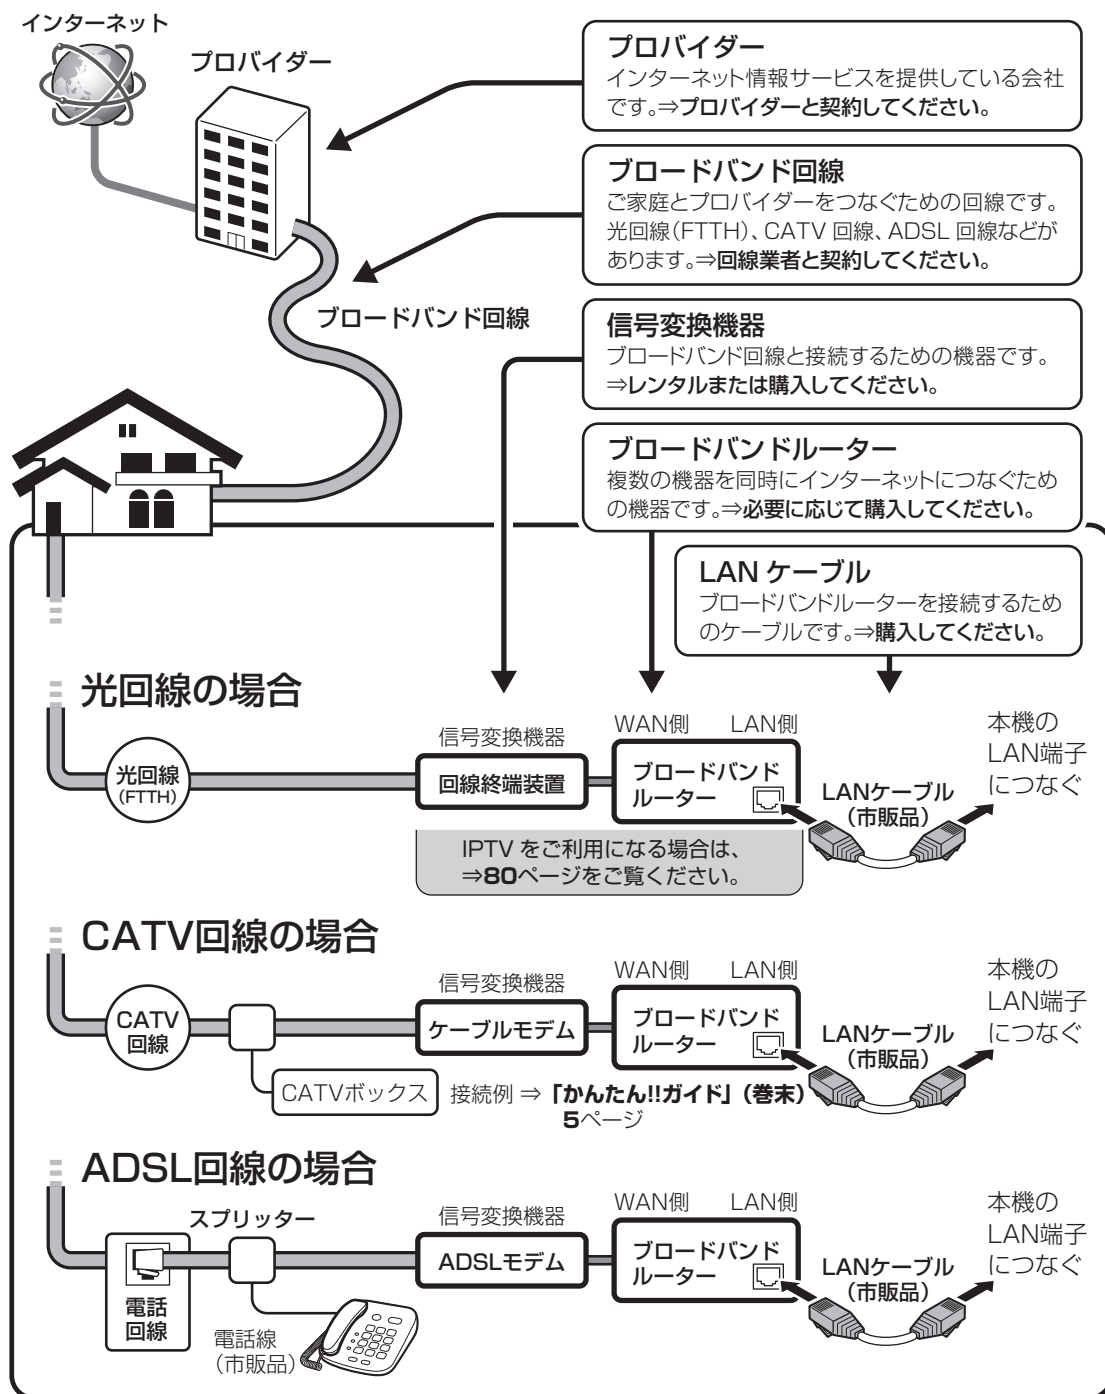 インターネット
プロバイダー
プロバイダー
インターネット情報サービスを提供している会社
です。⇒プロバイダーと契約してください。
ブロードバンド回線
ご家庭とプロバイダーをつなぐための回線です。
光回線(FTTH)、CATV 回線、ADSL 回線などが
あります。⇒回線業者と契約してください。
ブロードバンド回線
信号変換機器
ブロードバンド回線と接続するための機器です。
⇒レンタルまたは購入してください。
ブロードバンドルーター
複数の機器を同時にインターネットにつなぐため
の機器です。⇒必要に応じて購入してください。
LAN ケーブル
ブロードバンドルーターを接続するため
のケーブルです。⇒購入してください。
光回線の場合
光回線
(FTTH)
信号変換機器
回線終端装置
WAN側 LAN側
ブロードバンド
ルーター
LANケーブル
(市販品)
本機の
LAN端子
につなぐ
IPTV をご利用になる場合は、
⇒80ページをご覧ください。
CATV回線の場合
CATV
回線
信号変換機器
ケーブルモデム
WAN側 LAN側
ブロードバンド
ルーター
LANケーブル
(市販品)
本機の
LAN端子
につなぐ
CATVボックス
接続例 ⇒ 「かんたん!!ガイド」(巻末)
5ページ
ADSL回線の場合
スプリッター
電話
回線
電話線
(市販品)
信号変換機器
ADSLモデム
WAN側 LAN側
ブロードバンド
ルーター
LANケーブル
(市販品)
本機の
LAN端子
につなぐ